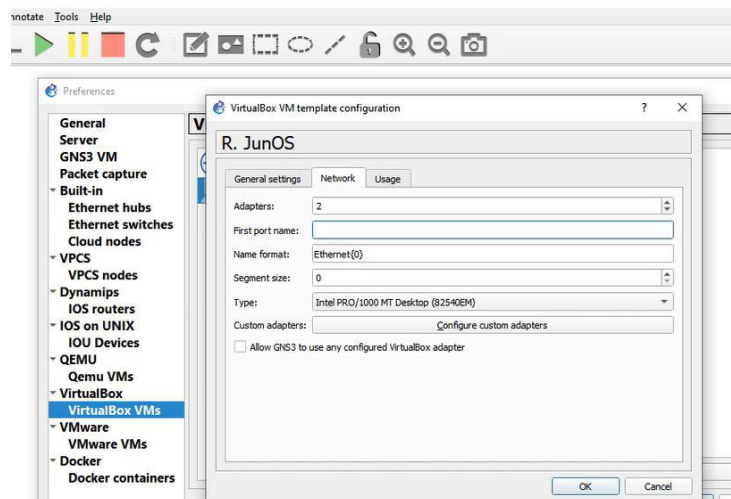 Tools Help
Preferences
General
Server
GNS3 VM
Packet capture
Built-in
Ethernet hubs
Ethernet switches
Cloud nodes
VPCS
VPCS nodes
Dynamips
IOS routers
IOS on UNIX
IOU Devices
QEMU
Qemu VMs
VirtualBox
VirtualBox VMs
VMware
VMware VMs
Docker
Docker containers
V
VirtualBox VM template configuration
R. JunOS
General settings Network Usage
Adapters: 2
First port name:
Name format: Ethernet{0}
Segment size: 0
Type: Intel PRO/1000 MT Desktop (82540EM)
Custom adapters: Configure custom adapters
Allow GNS3 to use any configured VirtualBox adapter
OK Cancel